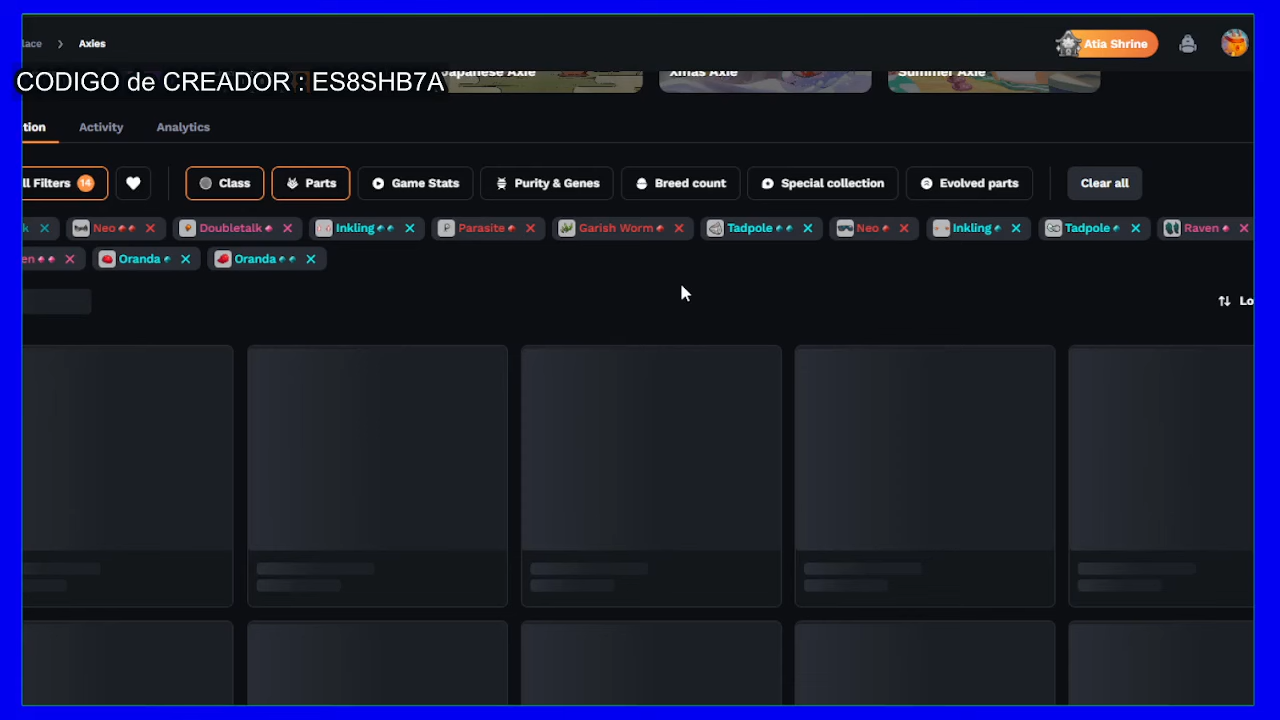 lace > Axies
Atia Shrine
CODIGO de CREADOR : ES8SHB7A
Japanese Axie
Xmas Axie
Summer Axie
tion
Activity
Analytics
ll Filters 14
Class
Parts
Game Stats
Purity & Genes
Breed count
Special collection
Evolved parts
Clear all
k
Neo
Doubletalk
Inkling
Parasite
Garish Worm
Tadpole
Neo
Inkling
Tadpole
Raven
en
Oranda
Oranda
Lo